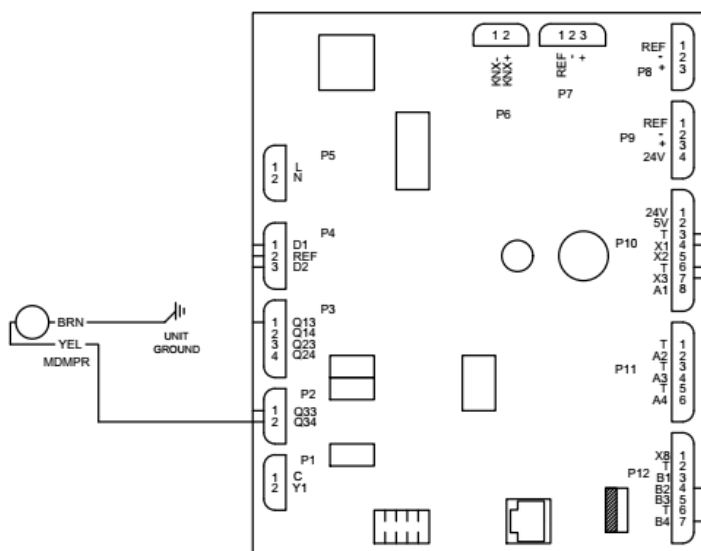 1 2
KNX-
KNX+
P6
1 2 3
REF
-
+
P7
REF 1
- 2
+ 3
P8
REF 1
- 2
+ 3
24V 4
P9
1 L
2 N
P5
1 D1
2 REF
3 D2
P4
1 Q13
2 Q14
3 Q23
4 Q24
P3
1 Q33
2 Q34
P2
1 C
2 Y1
P1
BRN
YEL
MDMPR
UNIT
GROUND
24V 1
5V 2
T 3
X1 4
X2 5
T 6
X3 7
A1 8
P10
T 1
A2 2
T 3
A3 4
T 5
A4 6
P11
X8 1
T 2
B1 3
B2 4
B3 5
T 6
B4 7
P12